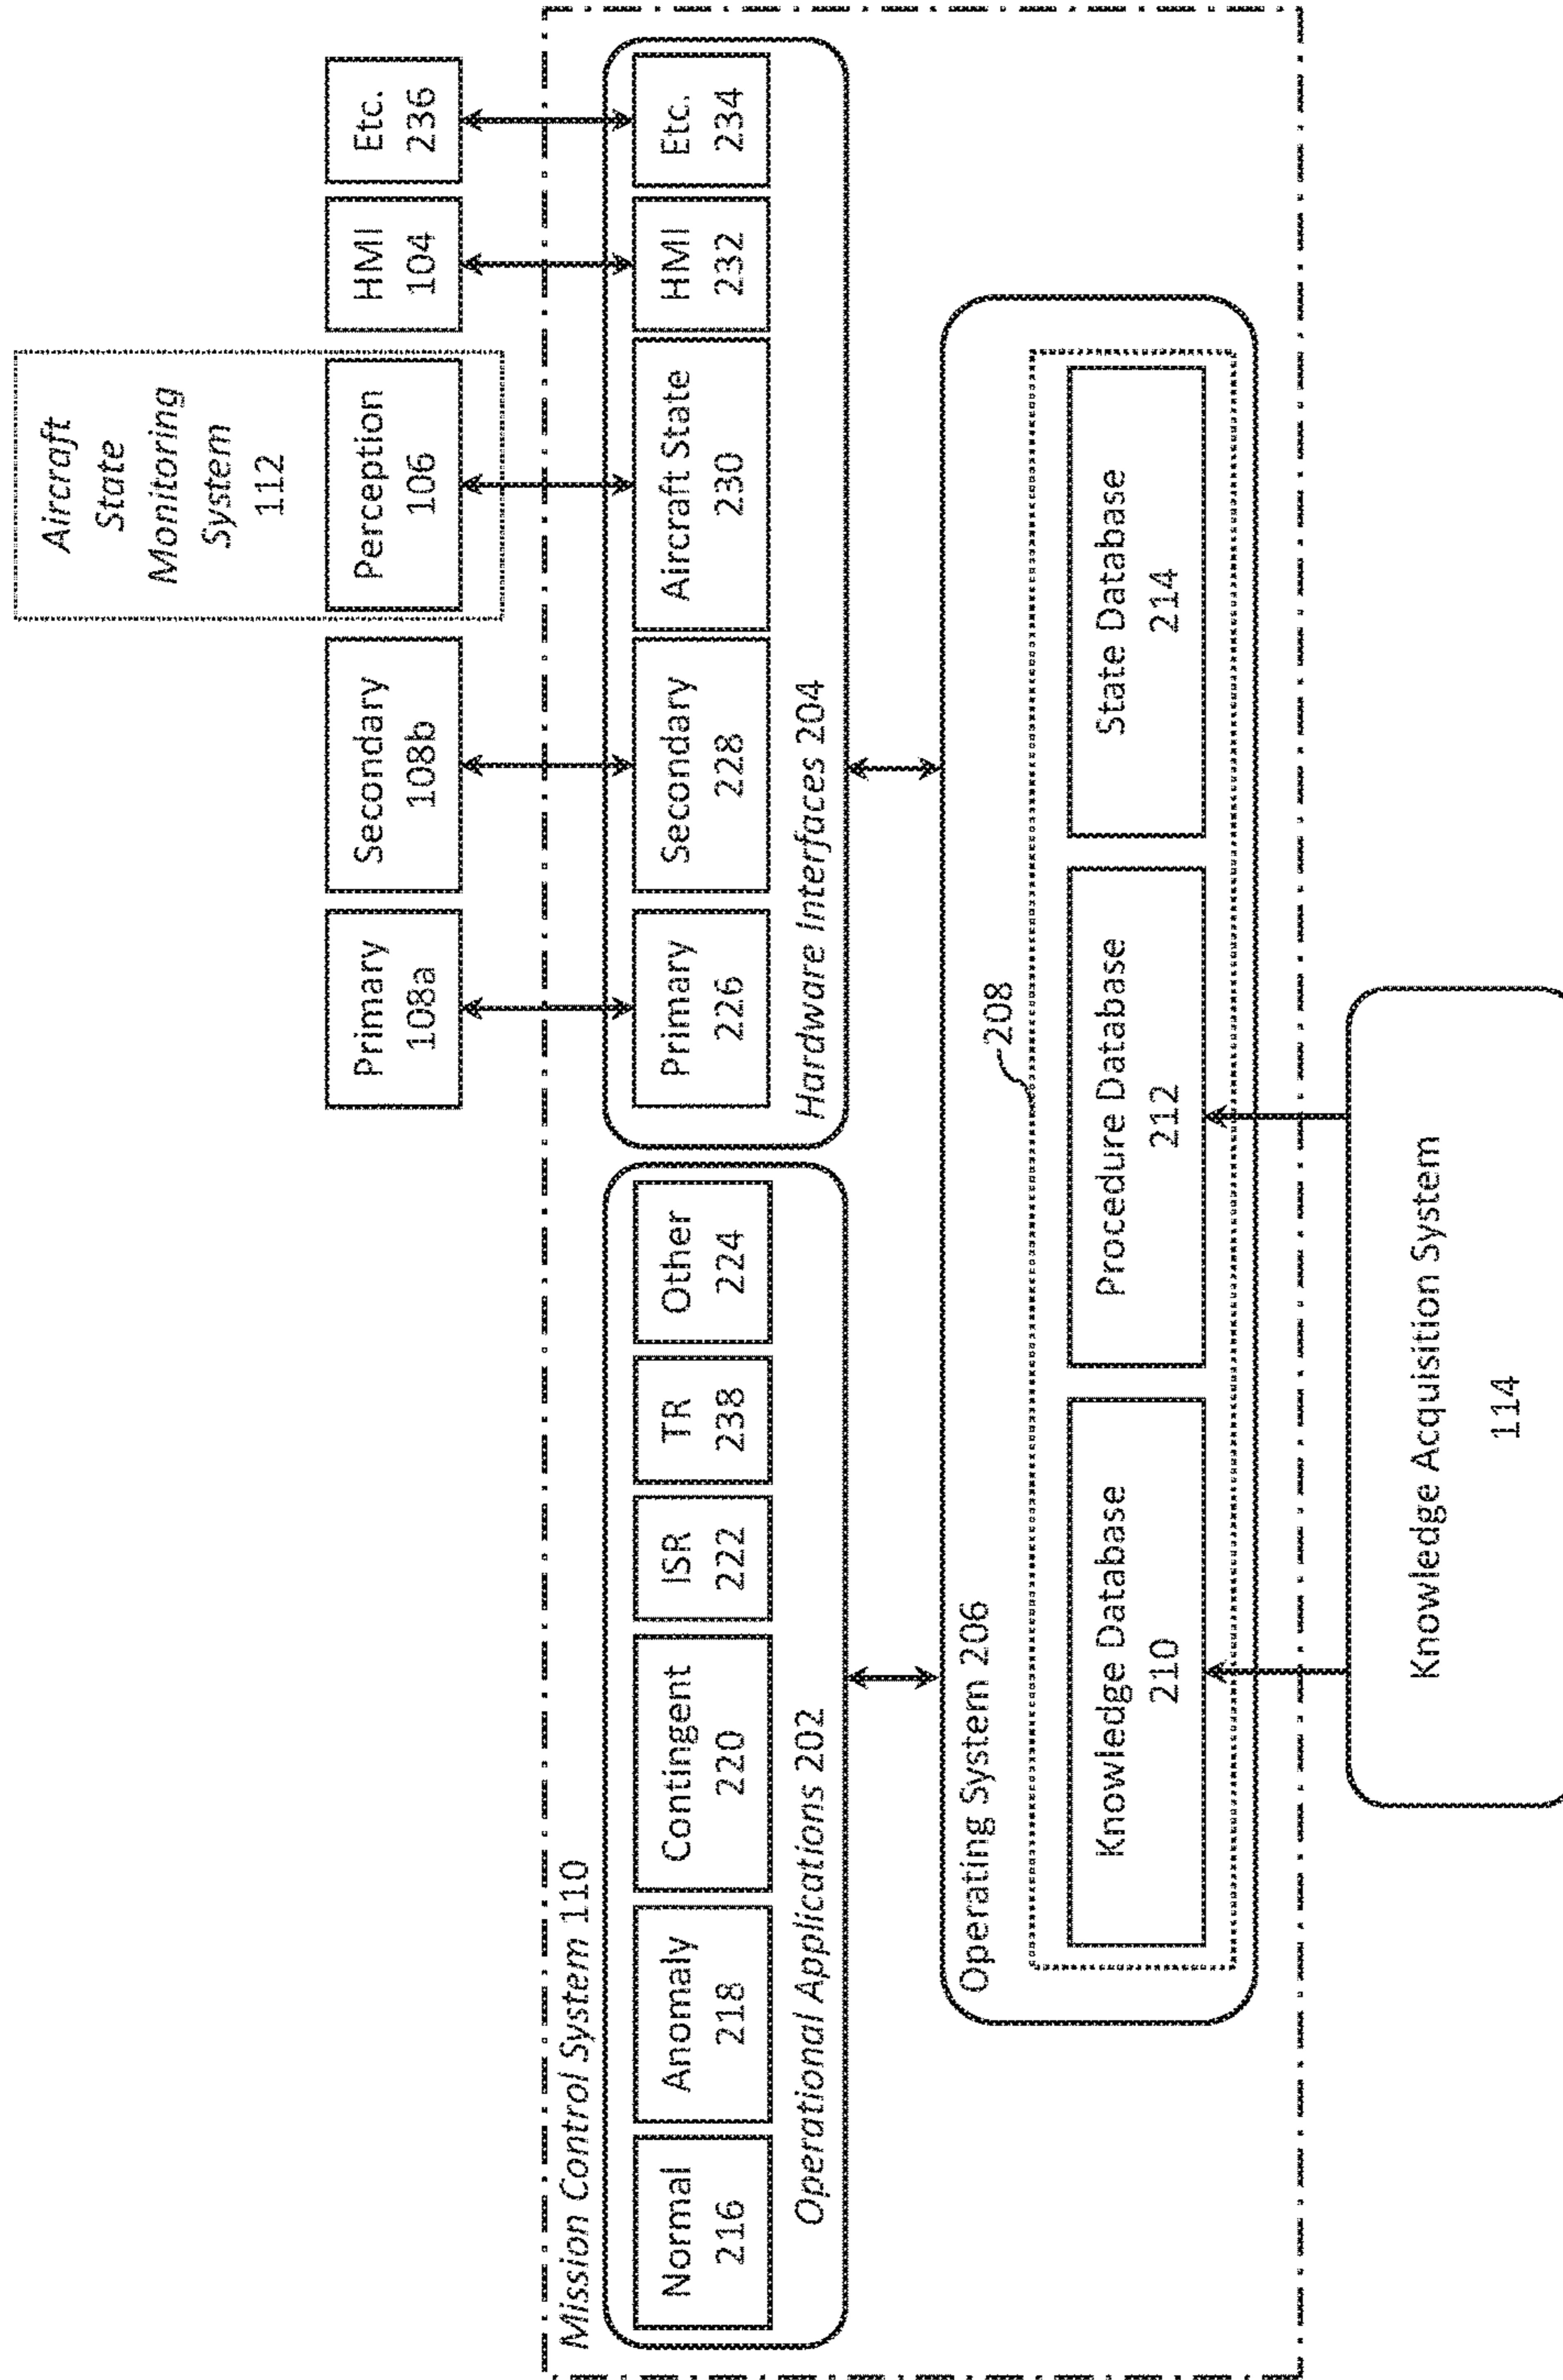 Aircraft
State
Monitoring
System
112
Primary
108a
Secondary
108b
Perception
106
HMI
104
Etc.
236
Mission Control System 110
Normal
216
Anomaly
218
Contingent
220
ISR
222
TR
238
Other
224
Operational Applications 202
Primary
226
Secondary
228
Aircraft State
230
HMI
232
Etc.
234
Hardware Interfaces 204
Operating System 206
208
Knowledge Database
210
Procedure Database
212
State Database
214
Knowledge Acquisition System
114